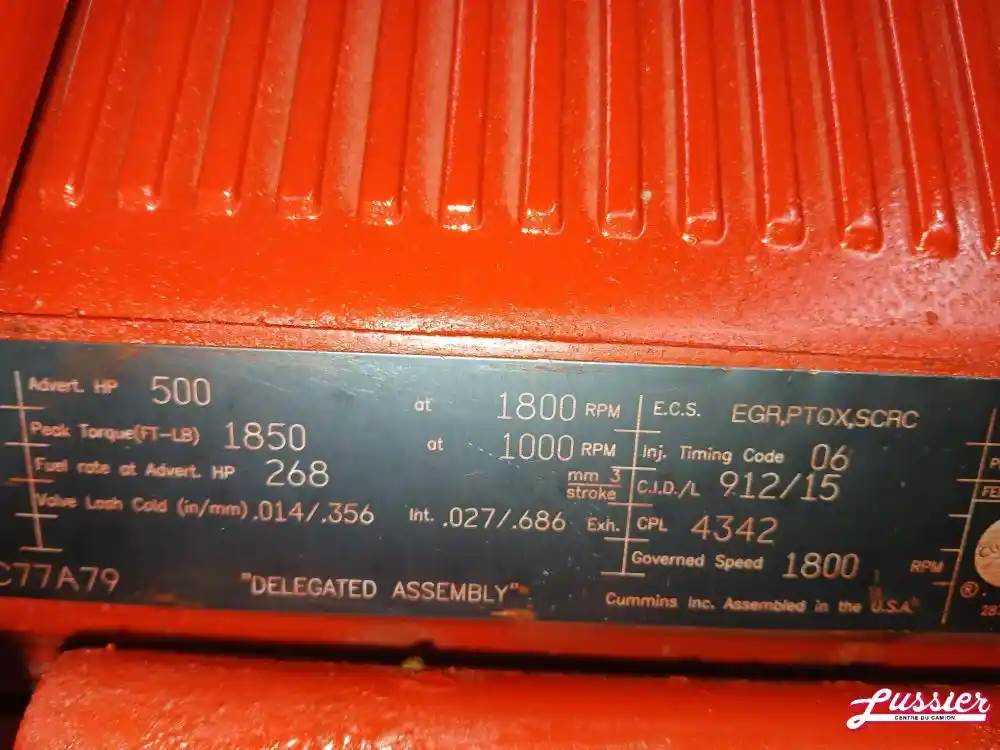 Advert. HP 500 at 1800 RPM
Peak Torque(FT-LB) 1850 at 1000 RPM
Fuel rate at Advert. HP 268 mm 3 stroke
Valve Lash Cold (in/mm) .014/.356 Int. .027/.686 Exh.
C77A79 "DELEGATED ASSEMBLY"
E.C.S. EGR,PTOX,SCRC
Inj. Timing Code 06
C.I.D./L 912/15
CPL 4342
Governed Speed 1800 RPM
Cummins Inc. Assembled in the U.S.A.
®
Lussier
CENTRE DU CAMION